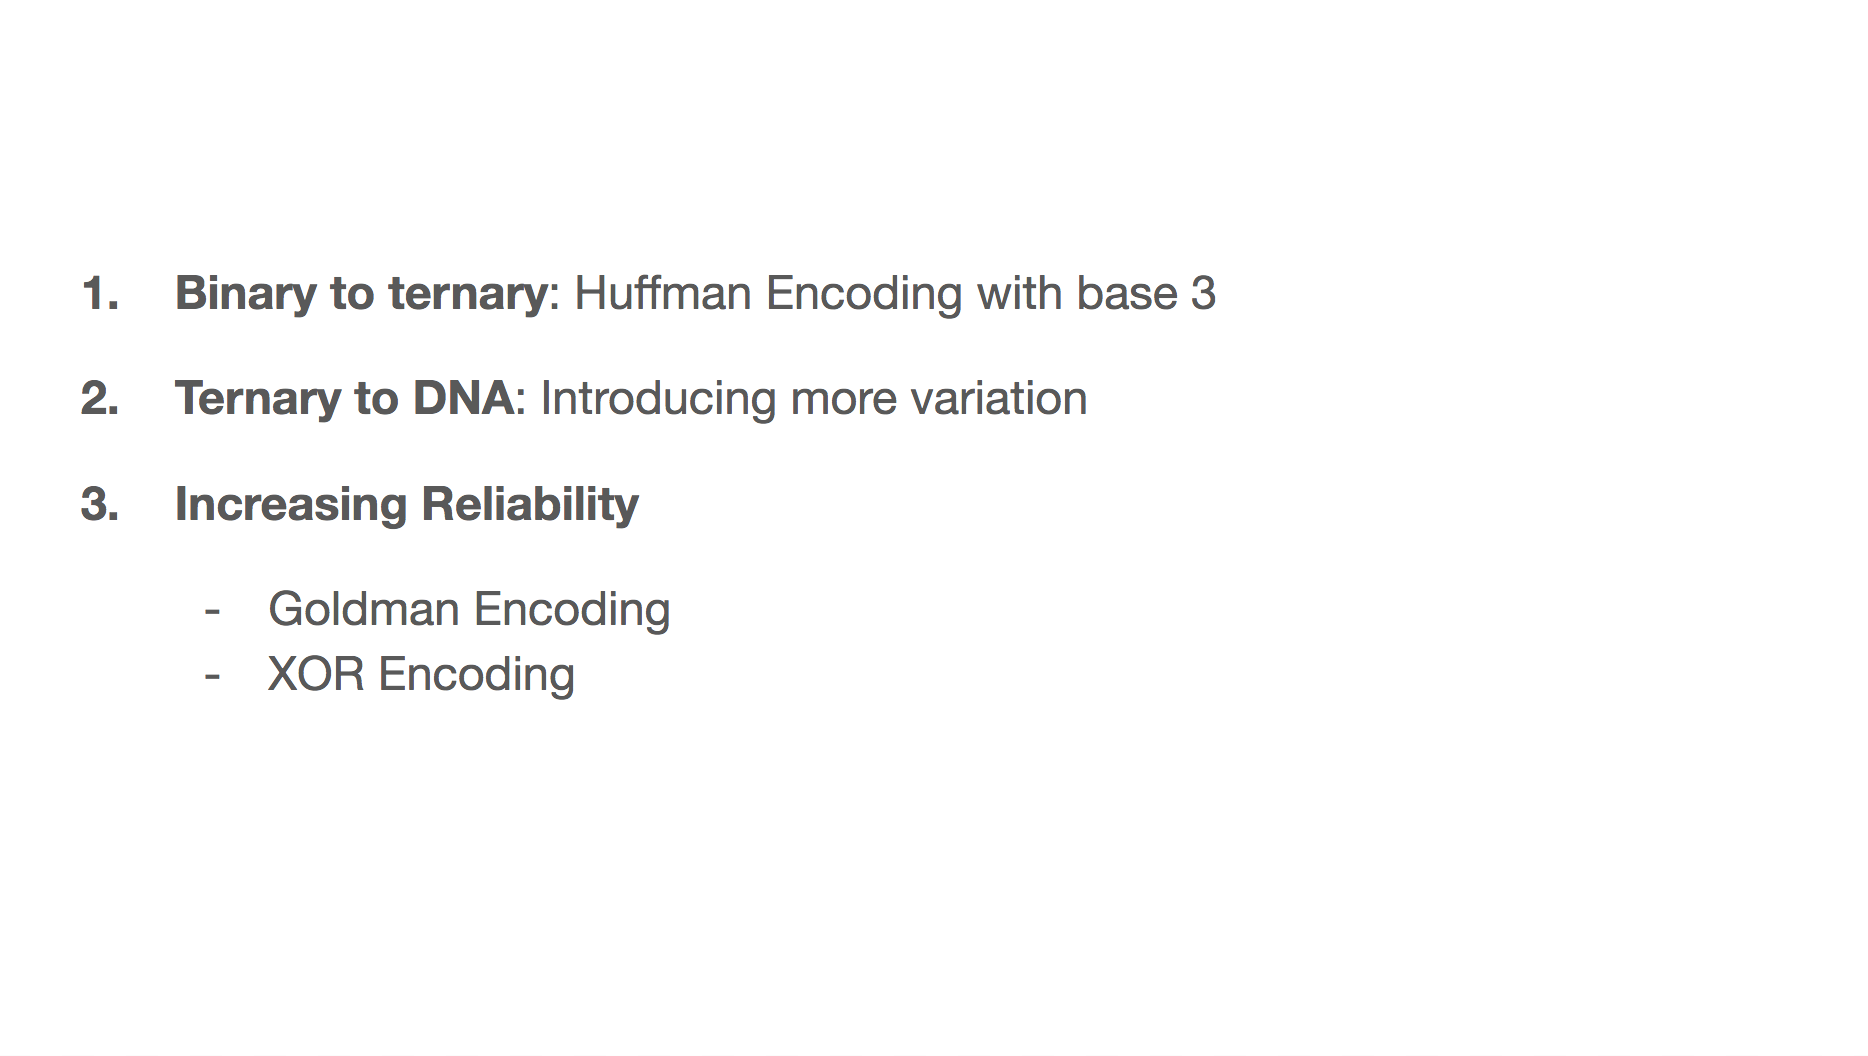 1. Binary to ternary: Huffman Encoding with base 3
2. Ternary to DNA: Introducing more variation
3. Increasing Reliability
- Goldman Encoding
- XOR Encoding